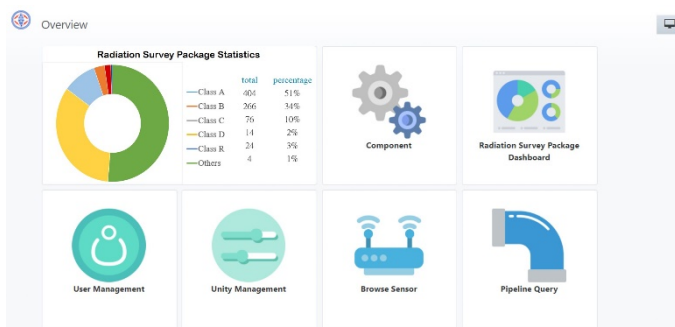 Overview
Radiation Survey Package Statistics
total percentage
Class A 404 51%
Class B 266 34%
Class C 76 10%
Class D 14 2%
Class R 24 3%
Others 4 1%
Component
Radiation Survey Package
Dashboard
User Management
Unity Management
Browse Sensor
Pipeline Query